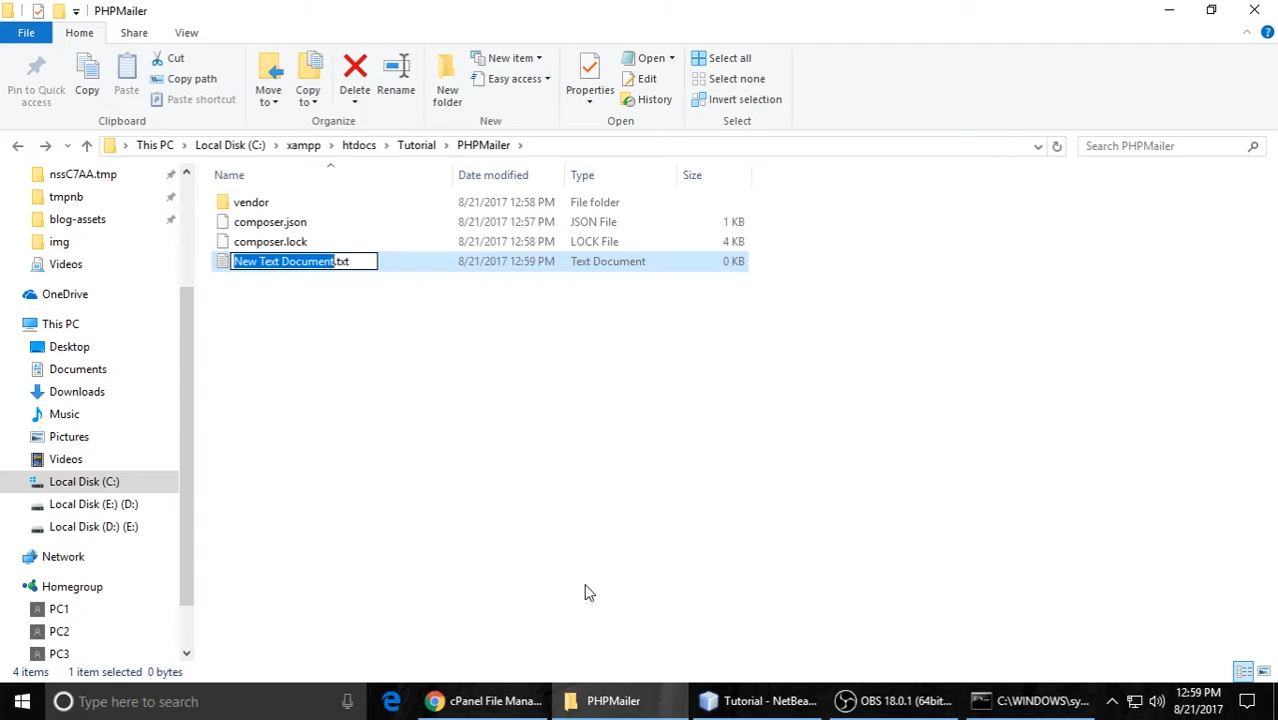 PHPMailer
File Home Share View
Pin to Quick access
Copy
Paste
Cut
Copy path
Paste shortcut
Clipboard
Move to
Copy to
Delete
Rename
Organize
New folder
New item
Easy access
New
Properties
Open
Edit
History
Open
Select all
Select none
Invert selection
Select
This PC Local Disk (C:) xampp htdocs Tutorial PHPMailer
Search PHPMailer
nssC7AA.tmp
tmpnb
blog-assets
img
Videos
OneDrive
This PC
Desktop
Documents
Downloads
Music
Pictures
Videos
Local Disk (C:)
Local Disk (E:) (D:)
Local Disk (D:) (E:)
Network
Homegroup
PC1
PC2
PC3
Name Date modified Type Size
vendor 8/21/2017 12:58 PM File folder
composer.json 8/21/2017 12:57 PM JSON File 1 KB
composer.lock 8/21/2017 12:58 PM LOCK File 4 KB
New Text Document.txt 8/21/2017 12:59 PM Text Document 0 KB
4 items 1 item selected 0 bytes
Type here to search
cPanel File Mana...
PHPMailer
Tutorial - NetBea...
OBS 18.0.1 (64bit...
C:\WINDOWS\sy...
12:59 PM
8/21/2017